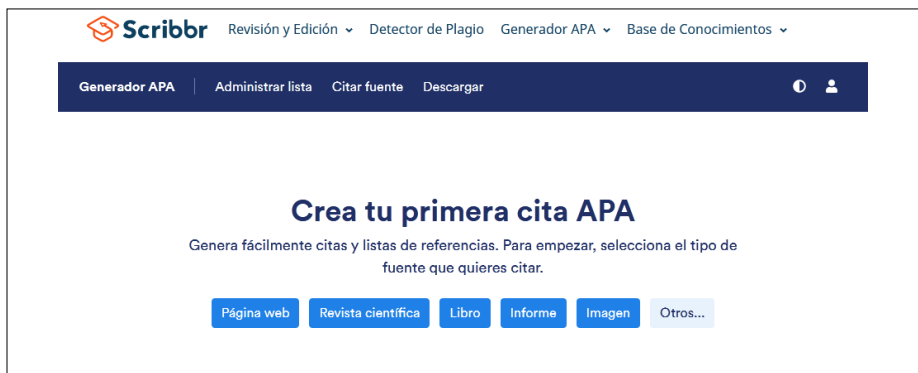 Scribbr Revisión y Edición Detector de Plagio Generador APA Base de Conocimientos
Generador APA Administrar lista Citar fuente Descargar
Crea tu primera cita APA
Genera fácilmente citas y listas de referencias. Para empezar, selecciona el tipo de
fuente que quieres citar.
Página web Revista científica Libro Informe Imagen Otros...